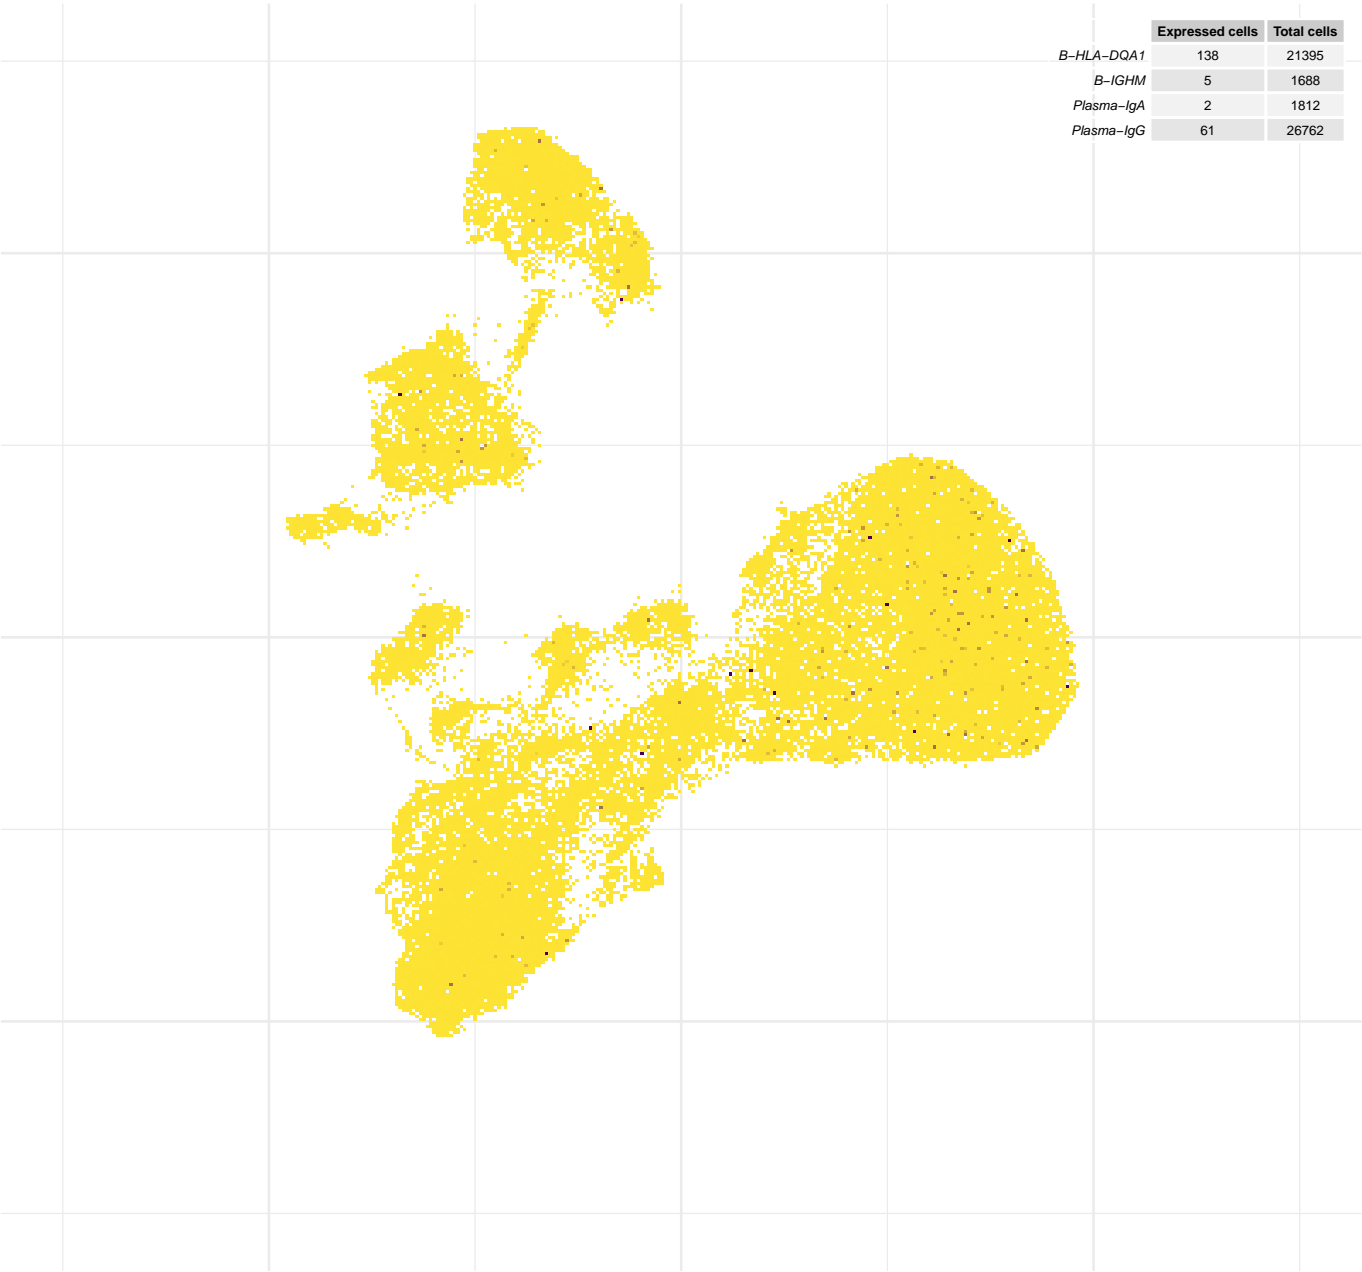 Expressed cells Total cells
B−HLA−DQA1 138 21395
B−IGHM 5 1688
Plasma−IgA 2 1812
Plasma−IgG 61 26762